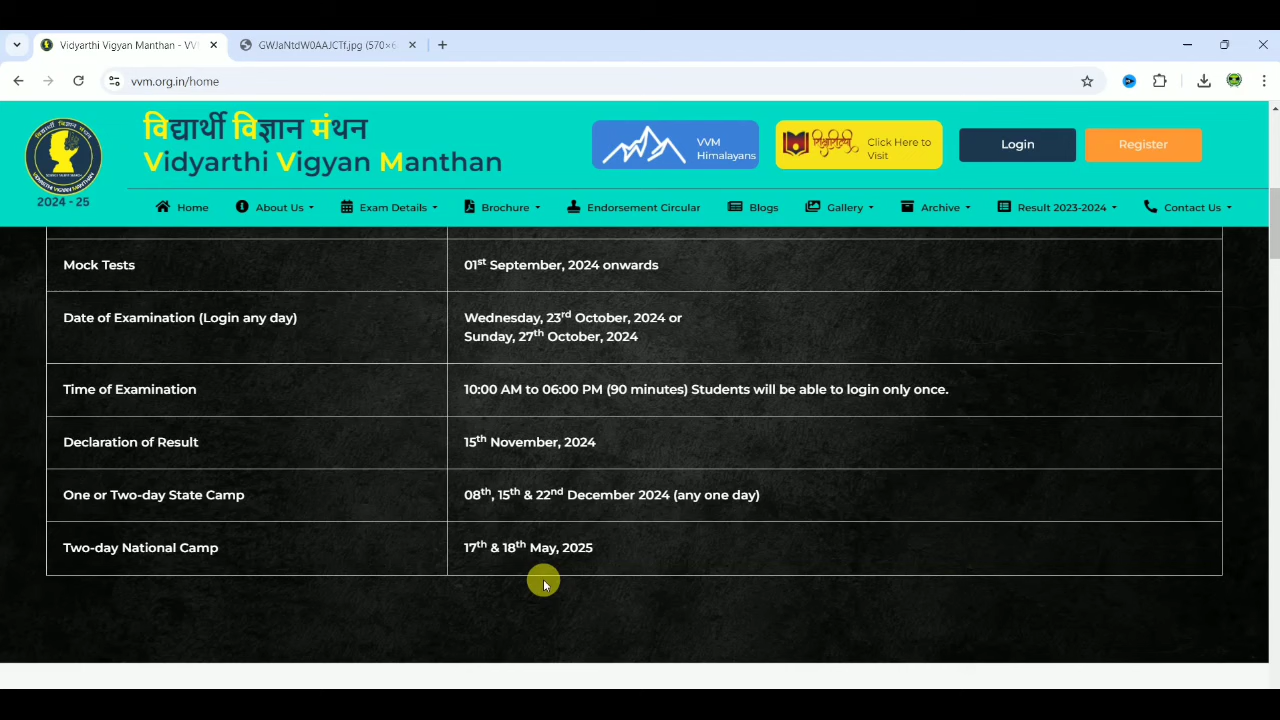 Vidyarthi Vigyan Manthan - VV
GWJaNtdW0AAJCTf.jpg (570×6
vvm.org.in/home
विद्यार्थी विज्ञान मंथन
Vidyarthi Vigyan Manthan
2024 - 25
VVM
Himalayans
Click Here to
Visit
Login
Register
Home
About Us
Exam Details
Brochure
Endorsement Circular
Blogs
Gallery
Archive
Result 2023-2024
Contact Us
Mock Tests
01st September, 2024 onwards
Date of Examination (Login any day)
Wednesday, 23rd October, 2024 or
Sunday, 27th October, 2024
Time of Examination
10:00 AM to 06:00 PM (90 minutes) Students will be able to login only once.
Declaration of Result
15th November, 2024
One or Two-day State Camp
08th, 15th & 22nd December 2024 (any one day)
Two-day National Camp
17th & 18th May, 2025